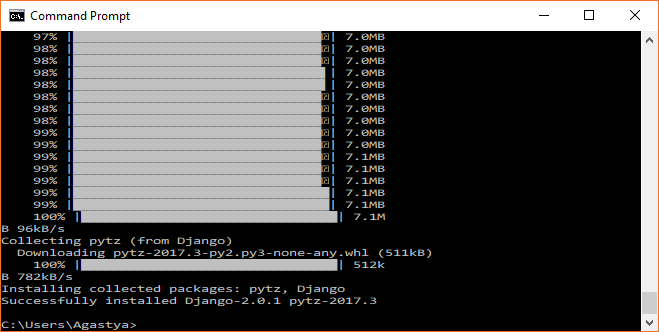 Command Prompt
97% | | 7.0MB
98% | | 7.0MB
98% | | 7.0MB
98% | | 7.0MB
98% | | 7.0MB
98% | | 7.0MB
98% | | 7.0MB
98% | | 7.0MB
99% | | 7.0MB
99% | | 7.0MB
99% | | 7.1MB
99% | | 7.1MB
99% | | 7.1MB
99% | | 7.1MB
99% | | 7.1MB
100% | | 7.1M
B 96kB/s
Collecting pytz (from Django)
Downloading pytz-2017.3-py2.py3-none-any.whl (511kB)
100% | | 512k
B 782kB/s
Installing collected packages: pytz, Django
Successfully installed Django-2.0.1 pytz-2017.3
C:\Users\Agastya>